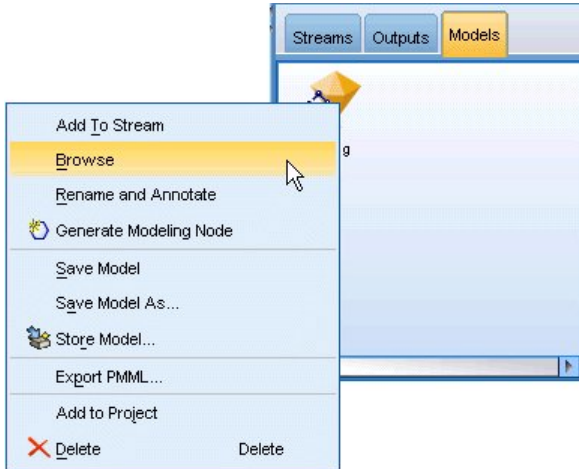 Streams Outputs Models
g
Add To Stream
Browse
Rename and Annotate
Generate Modeling Node
Save Model
Save Model As...
Store Model...
Export PMML...
Add to Project
Delete Delete